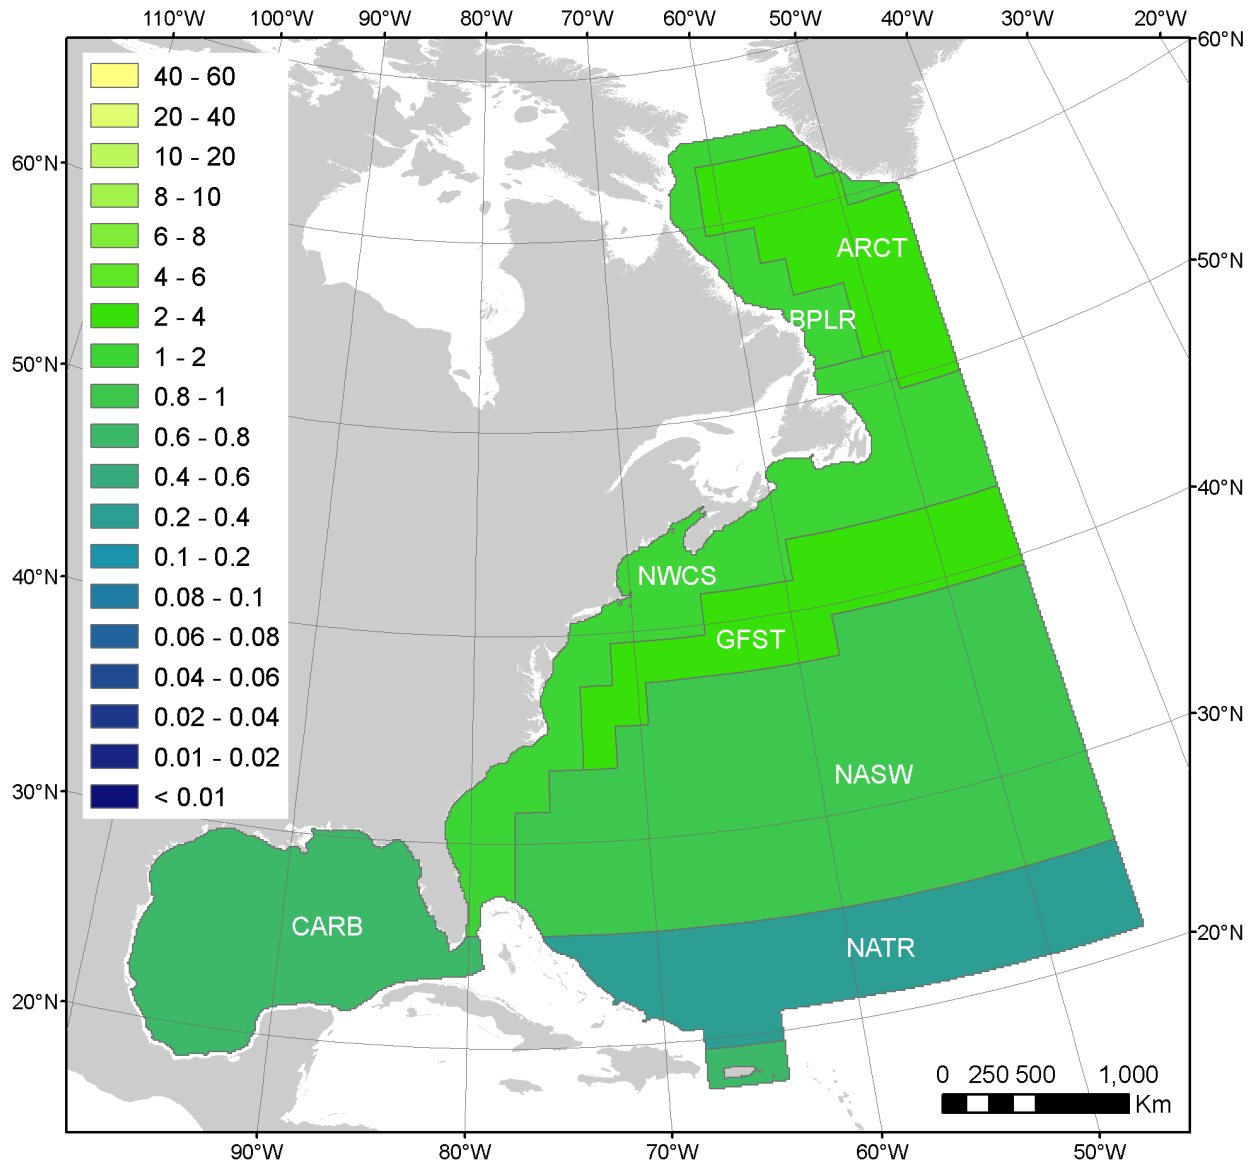 110°W 100°W 90°W 80°W 70°W 60°W 50°W 40°W 30°W 20°W
60°N
40 - 60
20 - 40
10 - 20
60°N
8 - 10
6 - 8
ARCT
50°N
4 - 6
2 - 4
BPLR
1 - 2
50°N
0.8 - 1
0.6 - 0.8
0.4 - 0.6
40°N
0.2 - 0.4
0.1 - 0.2
40°N
NWCS
0.08 - 0.1
0.06 - 0.08
GFST
0.04 - 0.06
0.02 - 0.04
30°N
0.01 - 0.02
NASW
30°N
< 0.01
CARB
20°N
NATR
20°N
0 250 500 1,000
Km
90°W 80°W 70°W 60°W 50°W